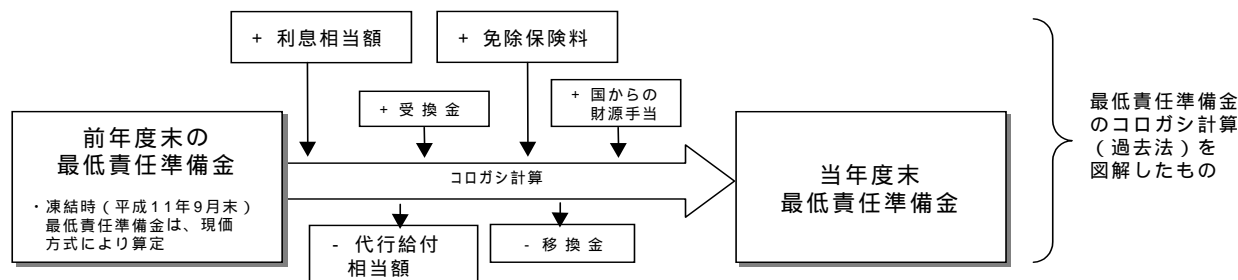 + 利息相当額
+ 免除保険料
+ 受換金
+ 国からの
財源手当
前年度末の
最低責任準備金
・凍結時（平成11年9月末）
最低責任準備金は、現価
方式により算定
コロガシ計算
当年度末
最低責任準備金
- 代行給付
相当額
- 移換金
最低責任準備金
のコロガシ計算
（過去法）を
図解したもの